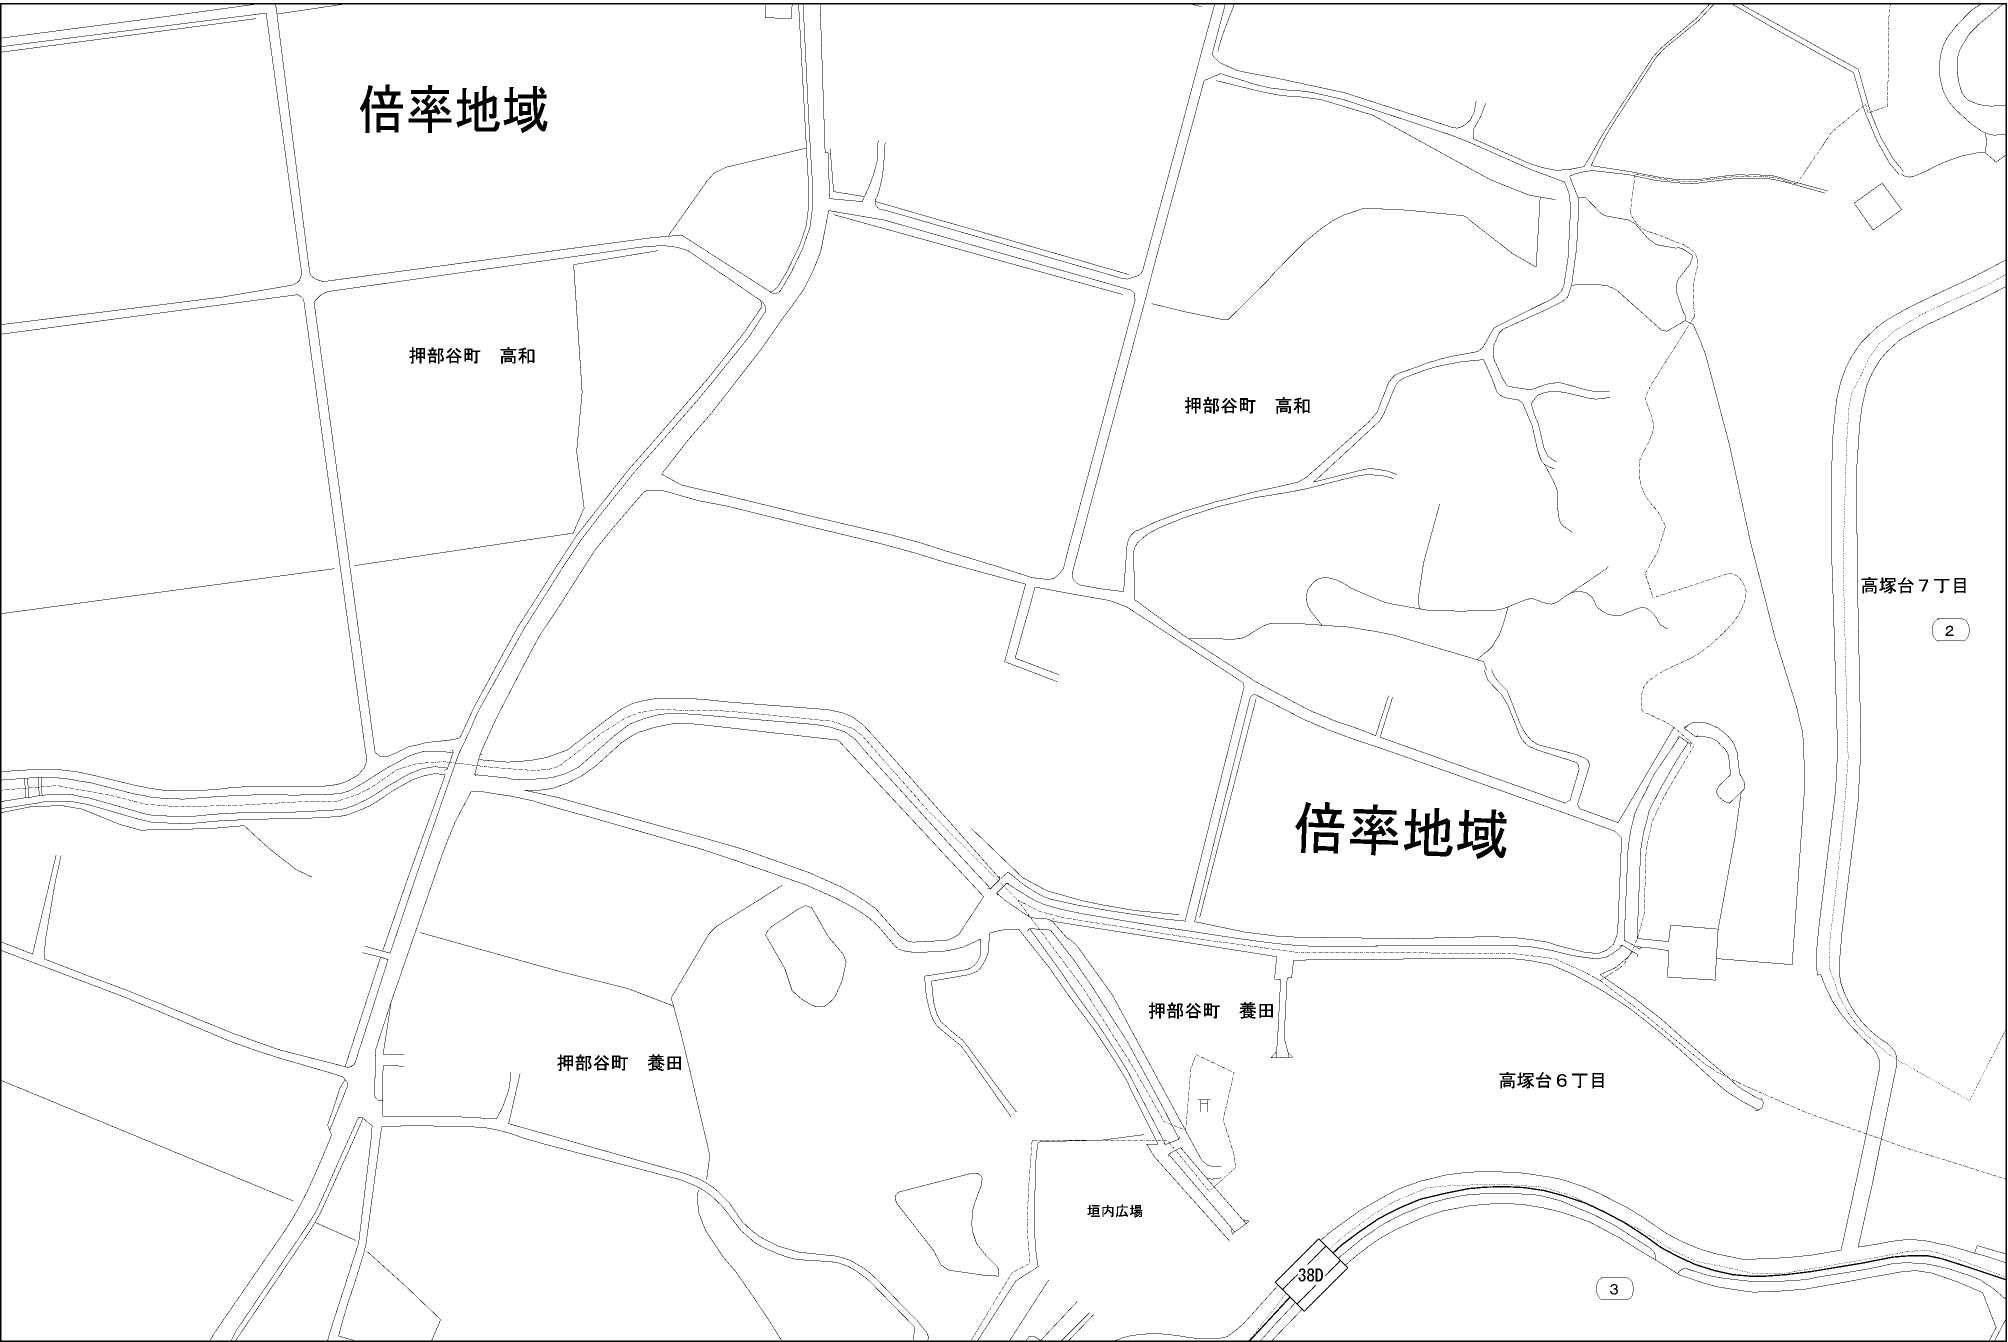 倍率地域
押部谷町　高和
押部谷町　高和
高塚台７丁目
2
倍率地域
押部谷町　養田
押部谷町　養田
高塚台６丁目
垣内広場
38D
3